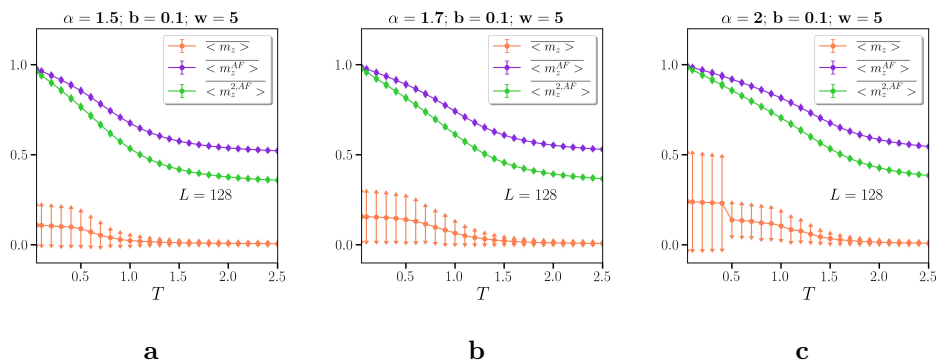 α = 1.5; b = 0.1; w = 5
<m_z>
<m_z^{AF}>
<m_z^{2,AF}>
1.0
0.5
0.0
L = 128
0.5 1.0 1.5 2.0 2.5
T
a
α = 1.7; b = 0.1; w = 5
<m_z>
<m_z^{AF}>
<m_z^{2,AF}>
1.0
0.5
0.0
L = 128
0.5 1.0 1.5 2.0 2.5
T
b
α = 2; b = 0.1; w = 5
<m_z>
<m_z^{AF}>
<m_z^{2,AF}>
1.0
0.5
0.0
L = 128
0.5 1.0 1.5 2.0 2.5
T
c